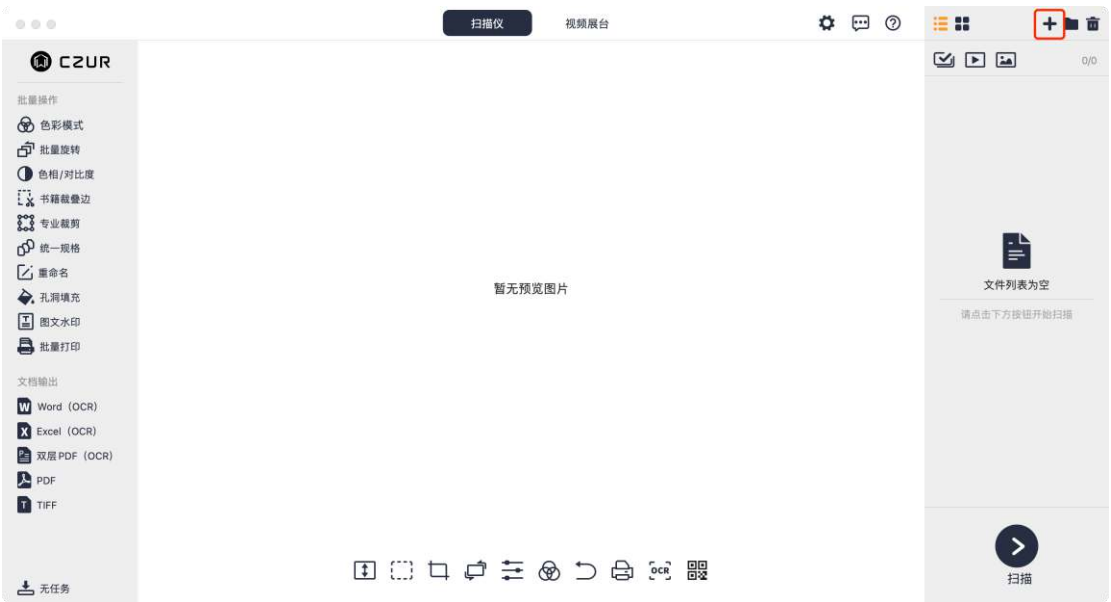 扫描仪
视频展台
CZUR
0/0
批量操作
色彩模式
批量旋转
色相/对比度
书籍裁叠边
专业裁剪
统一规格
重命名
孔洞填充
图文水印
批量打印
文档输出
W Word (OCR)
X Excel (OCR)
双层PDF (OCR)
PDF
T TIFF
无任务
暂无预览图片
OCR
文件列表为空
请点击下方按钮开始扫描
扫描